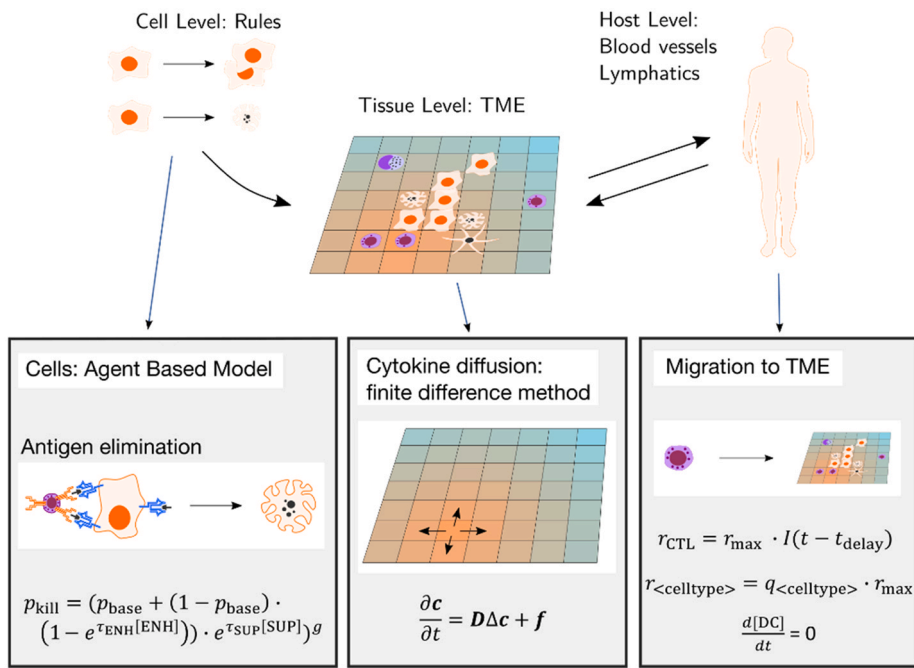 Cell Level: Rules
Host Level:
Blood vessels
Lymphatics
Tissue Level: TME
Cells: Agent Based Model
Antigen elimination
p_kill = (p_base + (1 − p_base) ·
(1 − e^{τ_ENH[ENH]})) · e^{τ_SUP[SUP]})^g
Cytokine diffusion:
finite difference method
∂c/∂t = DΔc + f
Migration to TME
r_CTL = r_max · I(t − t_delay)
r_<celltype> = q_<celltype> · r_max
d[DC]/dt = 0